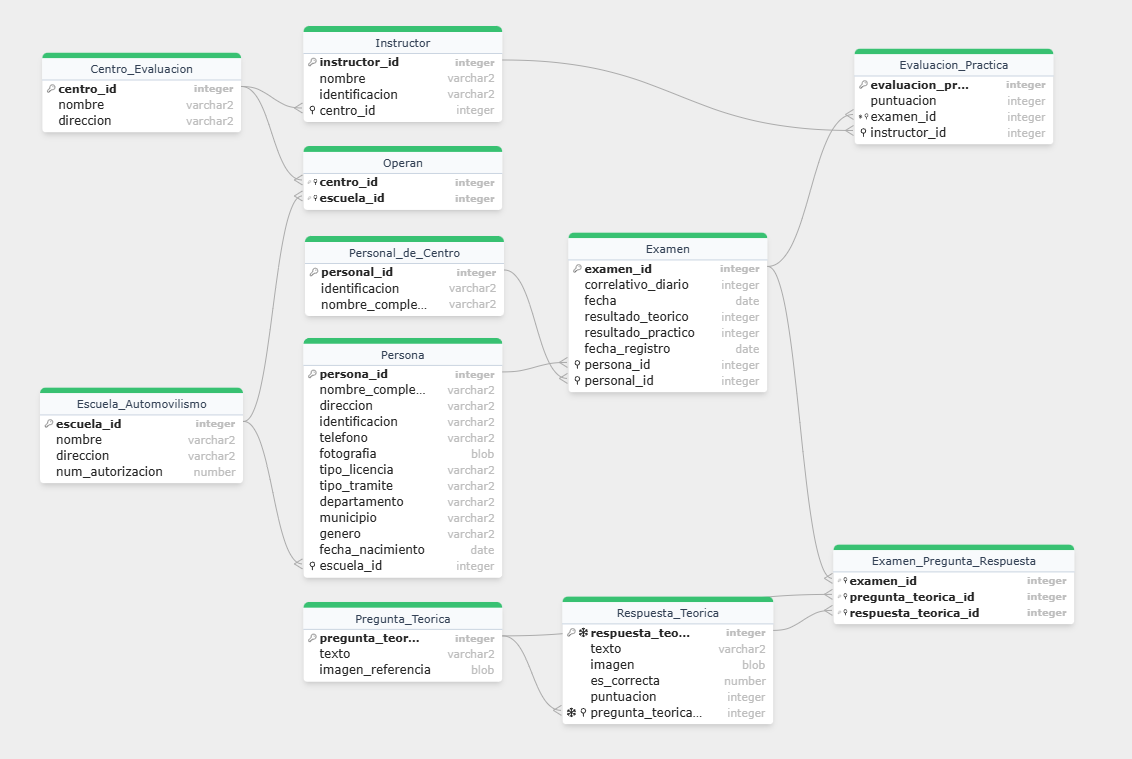 Centro_Evaluacion
centro_id integer
nombre varchar2
direccion varchar2
Instructor
instructor_id integer
nombre varchar2
identificacion varchar2
centro_id integer
Evaluacion_Practica
evaluacion_pr... integer
puntuacion integer
examen_id integer
instructor_id integer
Operan
centro_id integer
escuela_id integer
Personal_de_Centro
personal_id integer
identificacion varchar2
nombre_comple... varchar2
Examen
examen_id integer
correlativo_diario integer
fecha date
resultado_teorico integer
resultado_practico integer
fecha_registro date
persona_id integer
personal_id integer
Persona
persona_id integer
nombre_comple... varchar2
direccion varchar2
identificacion varchar2
telefono varchar2
fotografia blob
tipo_licencia varchar2
tipo_tramite varchar2
departamento varchar2
municipio varchar2
genero varchar2
fecha_nacimiento date
escuela_id integer
Escuela_Automovilismo
escuela_id integer
nombre varchar2
direccion varchar2
num_autorizacion number
Pregunta_Teorica
pregunta_teor... integer
texto varchar2
imagen_referencia blob
Respuesta_Teorica
respuesta_teo... integer
texto varchar2
imagen blob
es_correcta number
puntuacion integer
pregunta_teorica... integer
Examen_Pregunta_Respuesta
examen_id integer
pregunta_teorica_id integer
respuesta_teorica_id integer